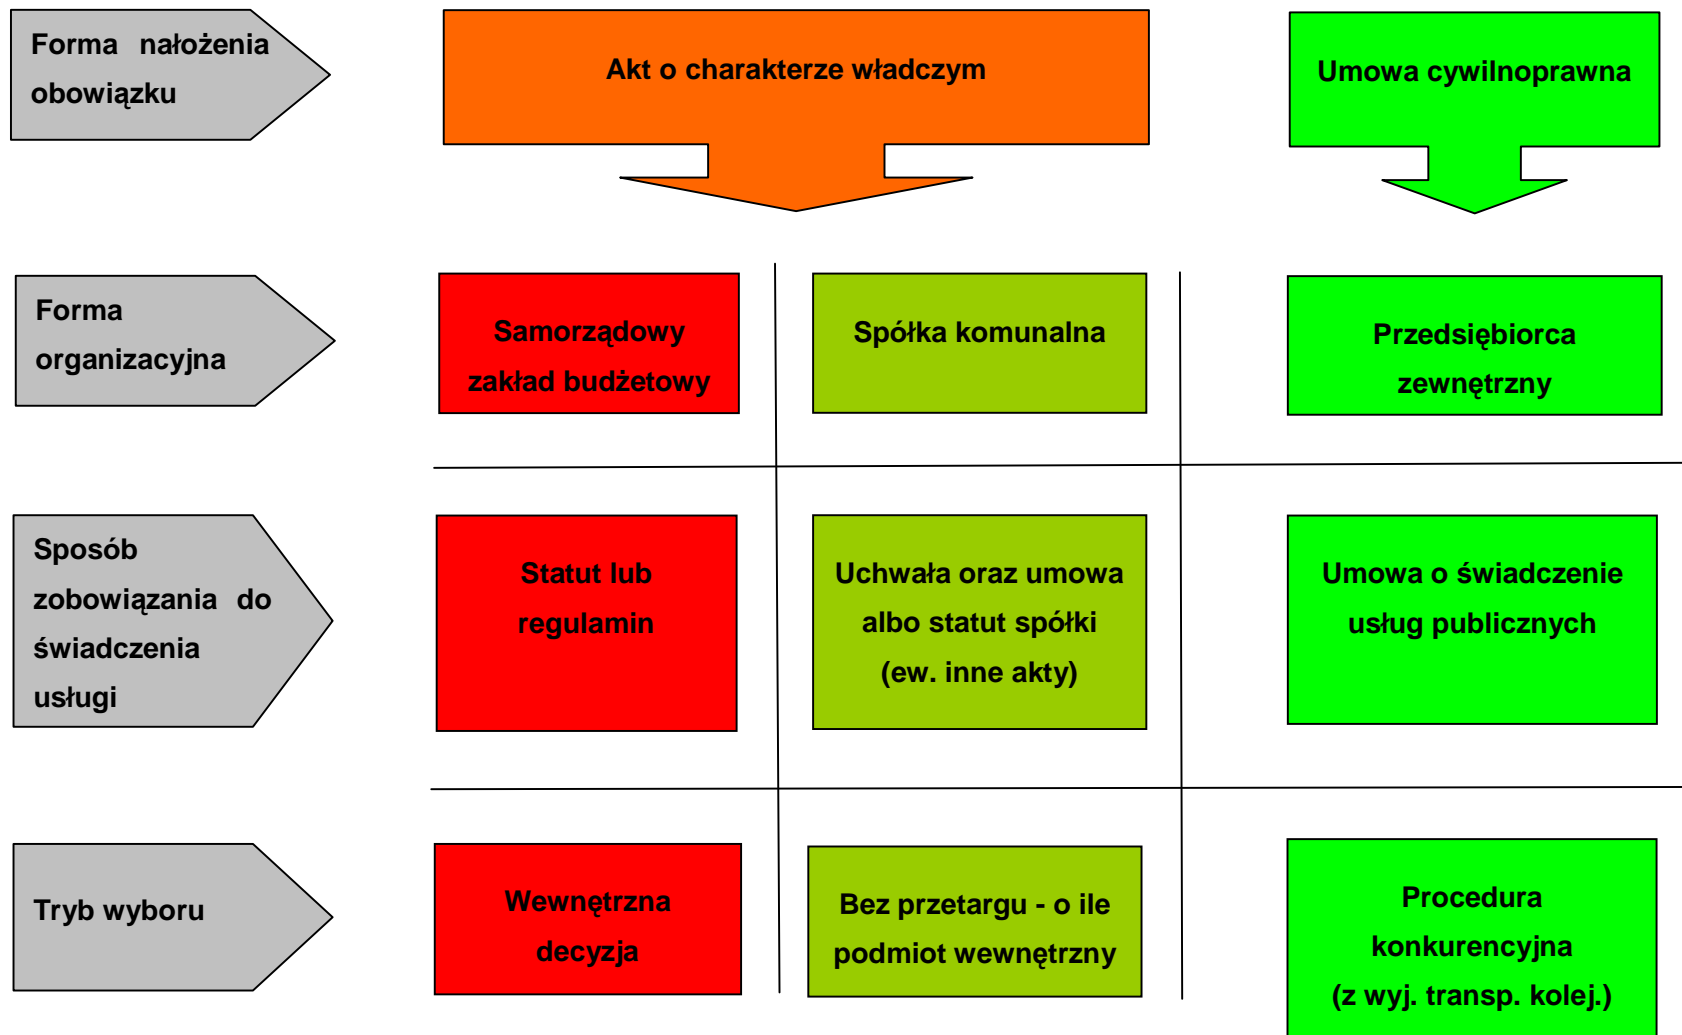 Forma nałożenia
obowiązku
Akt o charakterze władczym
Umowa cywilnoprawna
Forma
organizacyjna
Samorządowy
zakład budżetowy
Spółka komunalna
Przedsiębiorca
zewnętrzny
Sposób
zobowiązania do
świadczenia
usługi
Statut lub
regulamin
Uchwała oraz umowa
albo statut spółki
(ew. inne akty)
Umowa o świadczenie
usług publicznych
Tryb wyboru
Wewnętrzna
decyzja
Bez przetargu - o ile
podmiot wewnętrzny
Procedura
konkurencyjna
(z wyj. transp. kolej.)